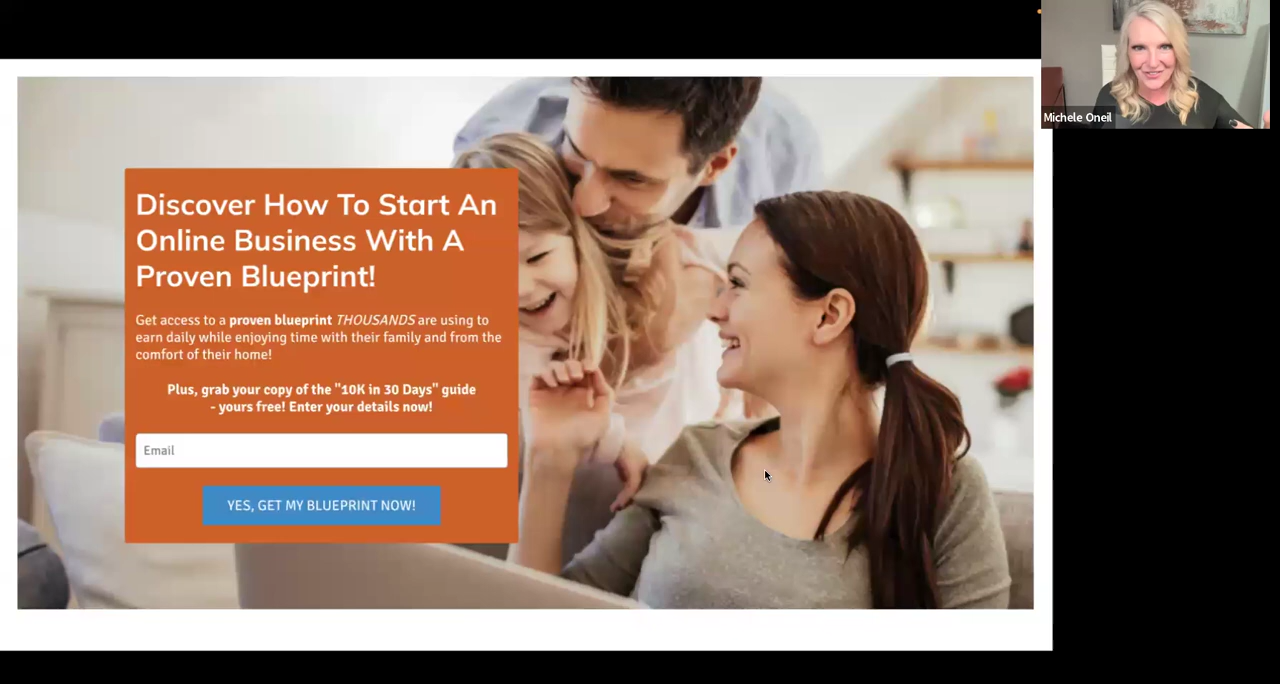 Michele Oneil
Discover How To Start An
Online Business With A
Proven Blueprint!
Get access to a proven blueprint THOUSANDS are using to
earn daily while enjoying time with their family and from the
comfort of their home!
Plus, grab your copy of the "10K in 30 Days" guide
- yours free! Enter your details now!
Email
YES, GET MY BLUEPRINT NOW!